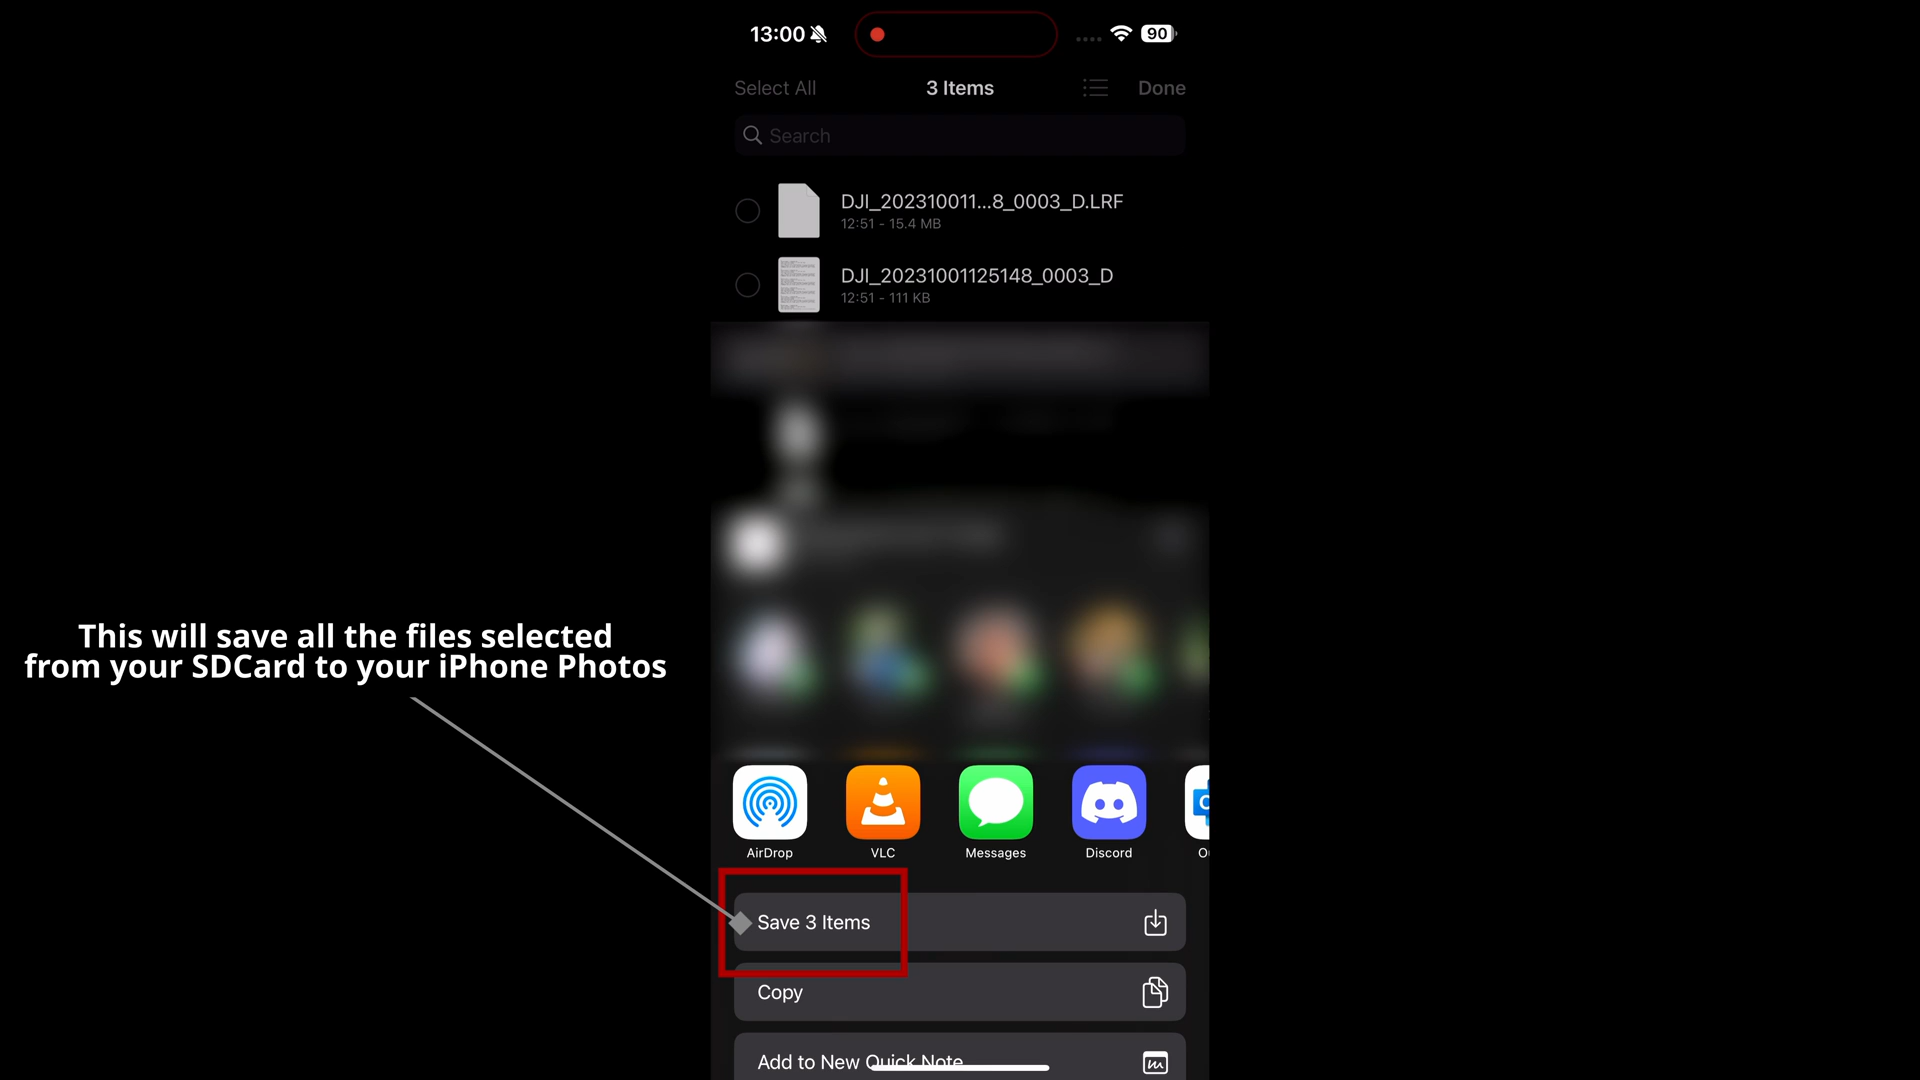 13:00
90
Select All
3 Items
Done
Search
DJI_202310011...8_0003_D.LRF
12:51 - 15.4 MB
DJI_20231001125148_0003_D
12:51 - 111 KB
This will save all the files selected
from your SDCard to your iPhone Photos
AirDrop
VLC
Messages
Discord
Save 3 Items
Copy
Add to New Quick Note